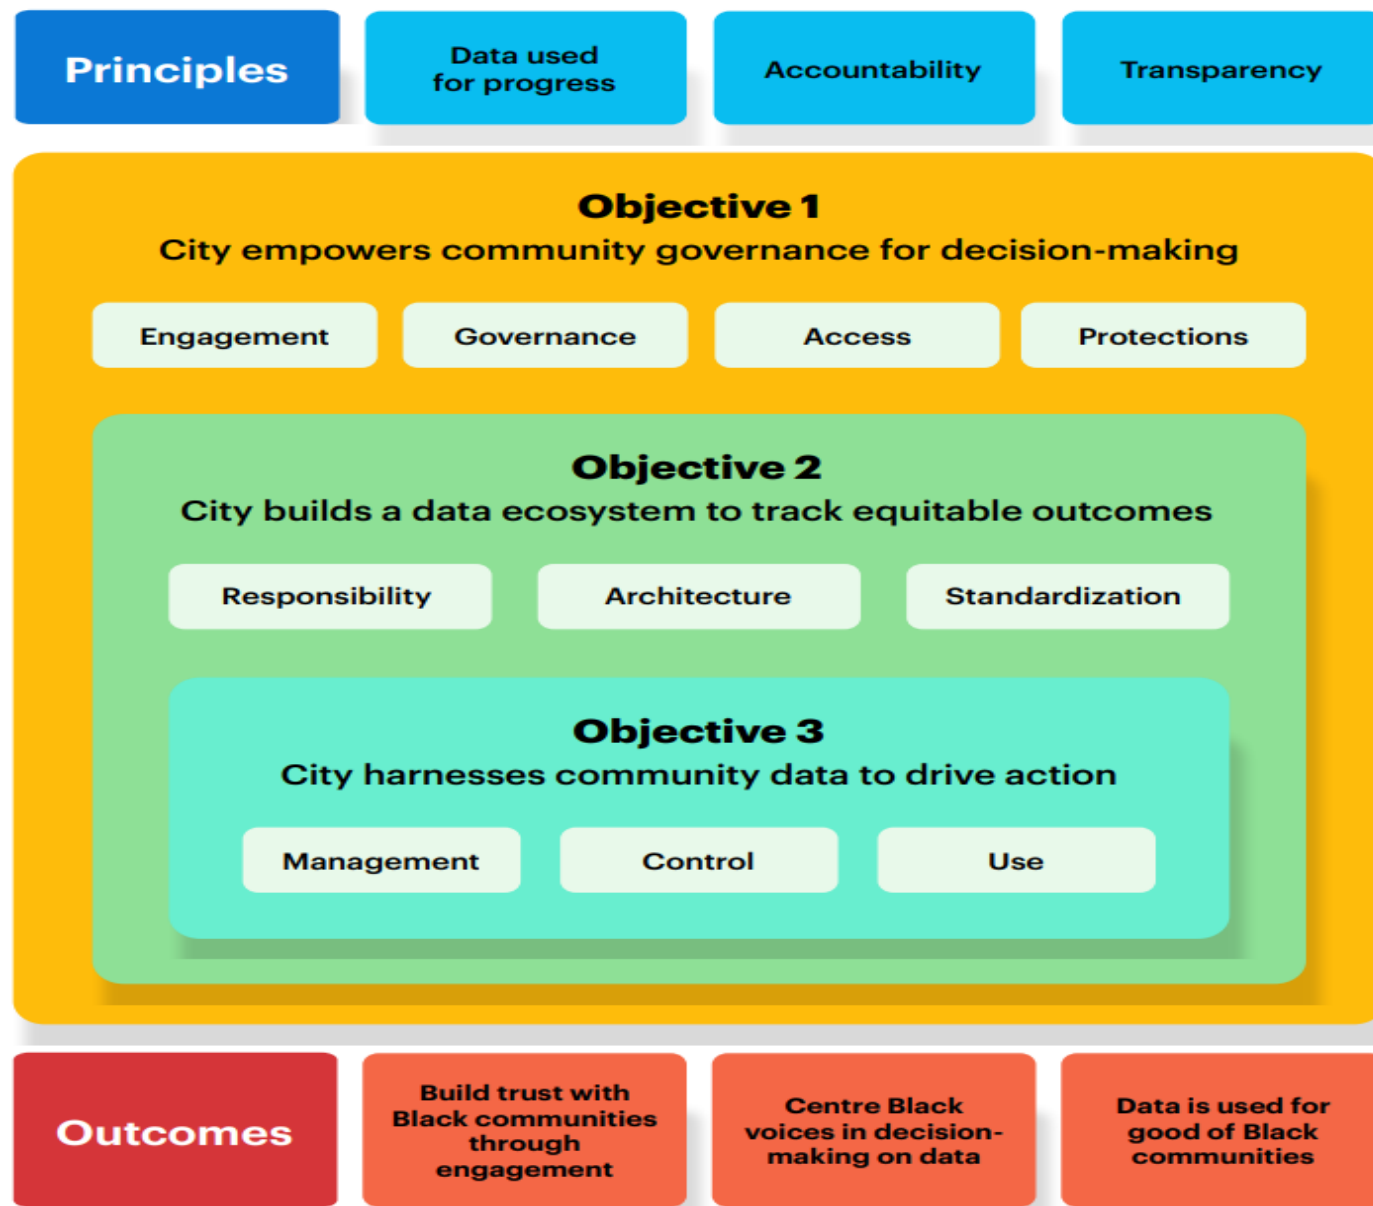 Principles
Data used
for progress
Accountability
Transparency
Objective 1
City empowers community governance for decision-making
Engagement
Governance
Access
Protections
Objective 2
City builds a data ecosystem to track equitable outcomes
Responsibility
Architecture
Standardization
Objective 3
City harnesses community data to drive action
Management
Control
Use
Outcomes
Build trust with
Black communities
through
engagement
Centre Black
voices in decision-
making on data
Data is used for
good of Black
communities